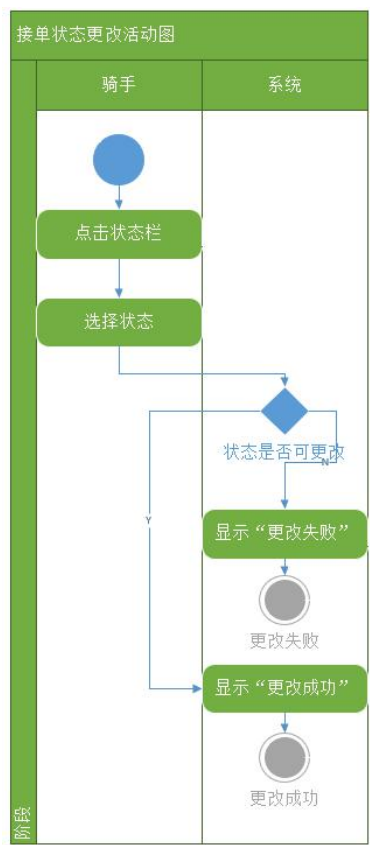 接单状态更改活动图
骑手
系统
点击状态栏
选择状态
状态是否可更改
N
Y
显示“更改失败”
更改失败
显示“更改成功”
更改成功
阶段